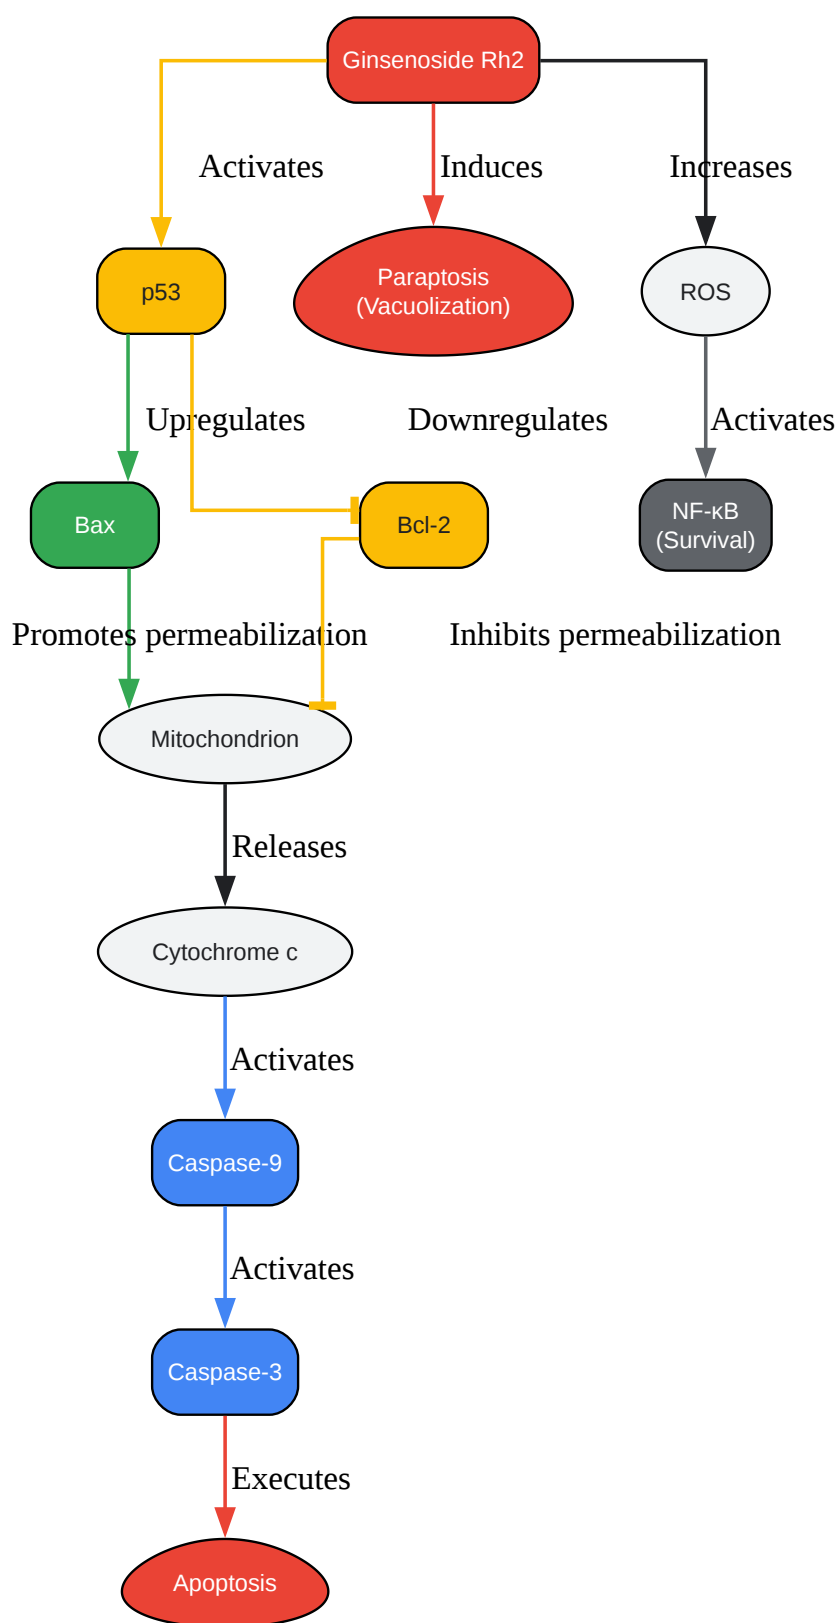 Ginsenoside Rh2
Activates
Induces
Increases
p53
Paraptosis
(Vacuolization)
ROS
Upregulates
Downregulates
Activates
Bax
Bcl-2
NF-κB
(Survival)
Promotes permeabilization
Inhibits permeabilization
Mitochondrion
Releases
Cytochrome c
Activates
Caspase-9
Activates
Caspase-3
Executes
Apoptosis